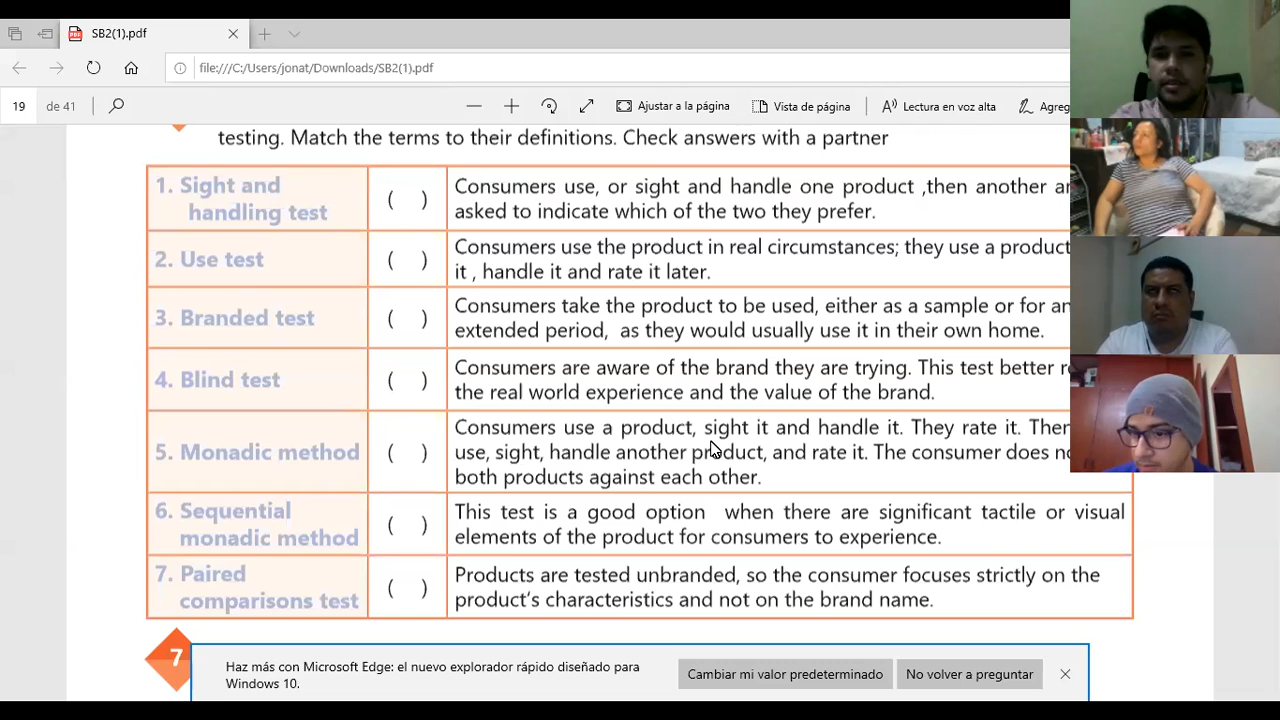 SB2(1).pdf
file:///C:/Users/jonat/Downloads/SB2(1).pdf
19 de 41
Ajustar a la página
Vista de página
Lectura en voz alta
testing. Match the terms to their definitions. Check answers with a partner
1. Sight and
handling test
( )
Consumers use, or sight and handle one product ,then another
asked to indicate which of the two they prefer.
2. Use test
( )
Consumers use the product in real circumstances; they use a product
it , handle it and rate it later.
3. Branded test
( )
Consumers take the product to be used, either as a sample or for an
extended period, as they would usually use it in their own home.
4. Blind test
( )
Consumers are aware of the brand they are trying. This test better
the real world experience and the value of the brand.
5. Monadic method
( )
Consumers use a product, sight it and handle it. They rate it.
use, sight, handle another product, and rate it. The consumer does
both products against each other.
6. Sequential
monadic method
( )
This test is a good option when there are significant tactile or visual
elements of the product for consumers to experience.
7. Paired
comparisons test
( )
Products are tested unbranded, so the consumer focuses strictly on the
product's characteristics and not on the brand name.
7
Haz más con Microsoft Edge: el nuevo explorador rápido diseñado para
Windows 10.
Cambiar mi valor predeterminado
No volver a preguntar